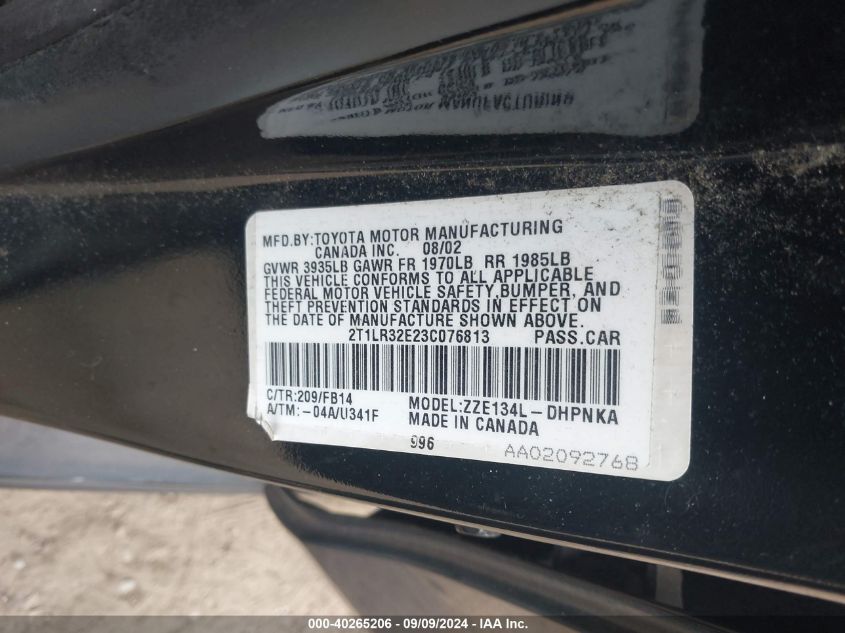 MFD.BY:TOYOTA MOTOR MANUFACTURING
CANADA INC. 08/02
GVWR 3935LB GAWR FR 1970LB RR 1985LB
THIS VEHICLE CONFORMS TO ALL APPLICABLE
FEDERAL MOTOR VEHICLE SAFETY,BUMPER, AND
THEFT PREVENTION STANDARDS IN EFFECT ON
THE DATE OF MANUFACTURE SHOWN ABOVE.
2T1LR32E23C076813 PASS.CAR
C/TR:209/FB14 MODEL:ZZE134L-DHPNKA
A/TM:-04A/U341F MADE IN CANADA
996 AA02092768
000-40265206 - 09/09/2024 - IAA Inc.